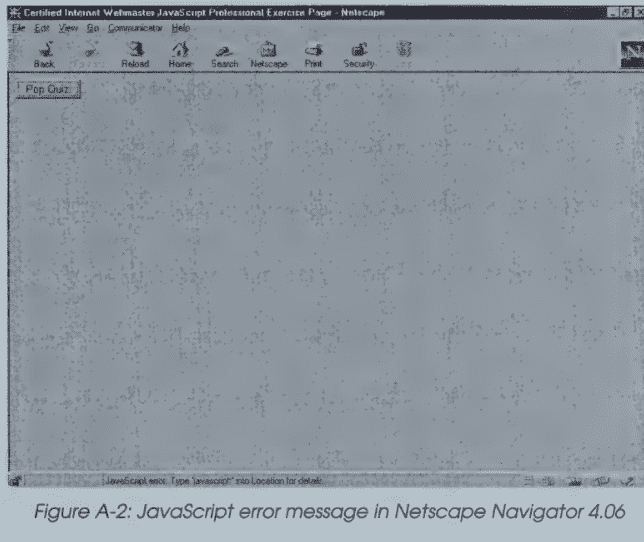 Certified Internet Webmaster JavaScript Professional Exercise Page - Netscape
File Edit View Go Communicator Help
Back Reload Home Search Netscape Print Security
Pop Quiz
JavaScript error: Type 'javascript:' into Location for details
Figure A-2: JavaScript error message in Netscape Navigator 4.06